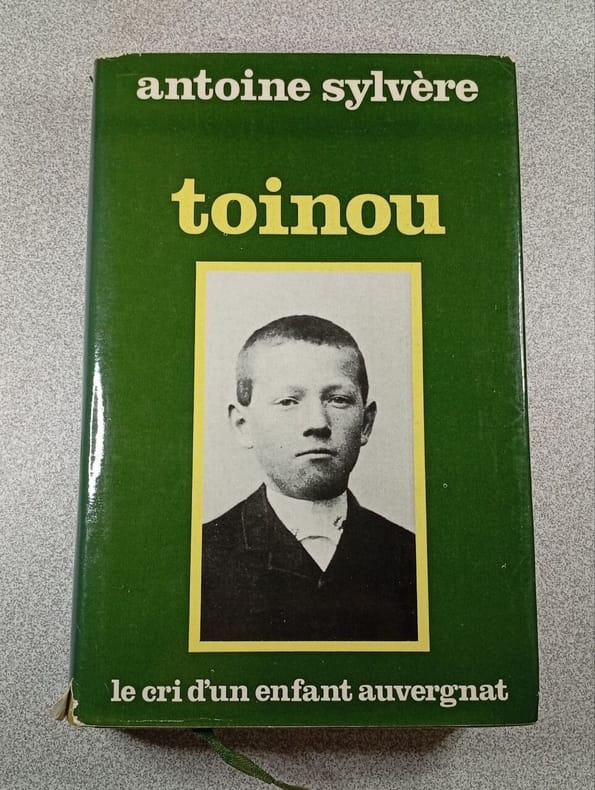 antoine sylvère
toinou
le cri d'un enfant auvergnat